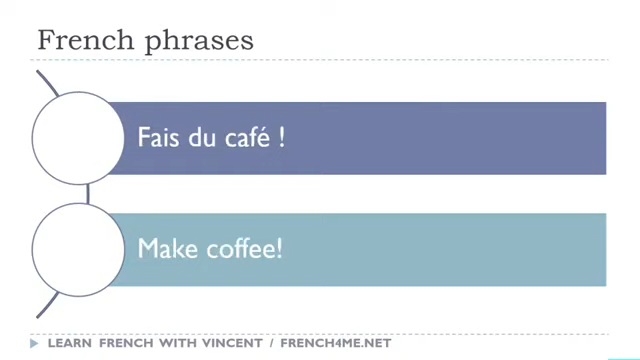 French phrases
Fais du café !
Make coffee!
LEARN FRENCH WITH VINCENT / FRENCH4ME.NET